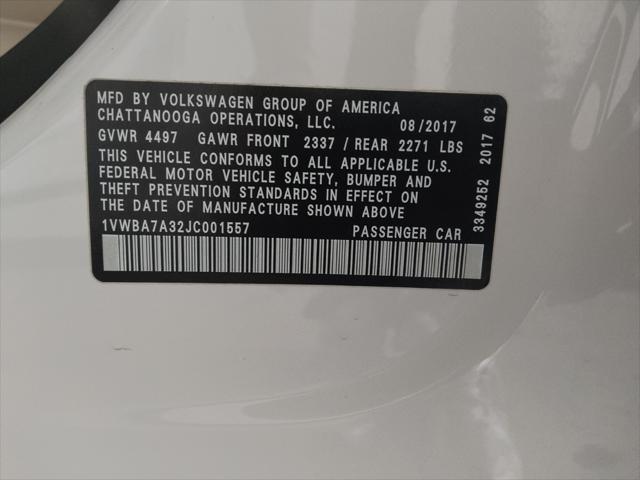 MFD BY VOLKSWAGEN GROUP OF AMERICA
CHATTANOOGA OPERATIONS, LLC. 08/2017
GVWR 4497 GAWR FRONT 2337 / REAR 2271 LBS
THIS VEHICLE CONFORMS TO ALL APPLICABLE U.S.
FEDERAL MOTOR VEHICLE SAFETY, BUMPER AND
THEFT PREVENTION STANDARDS IN EFFECT ON
THE DATE OF MANUFACTURE SHOWN ABOVE
1VWBA7A32JC001557 PASSENGER CAR
3349252 2017 62